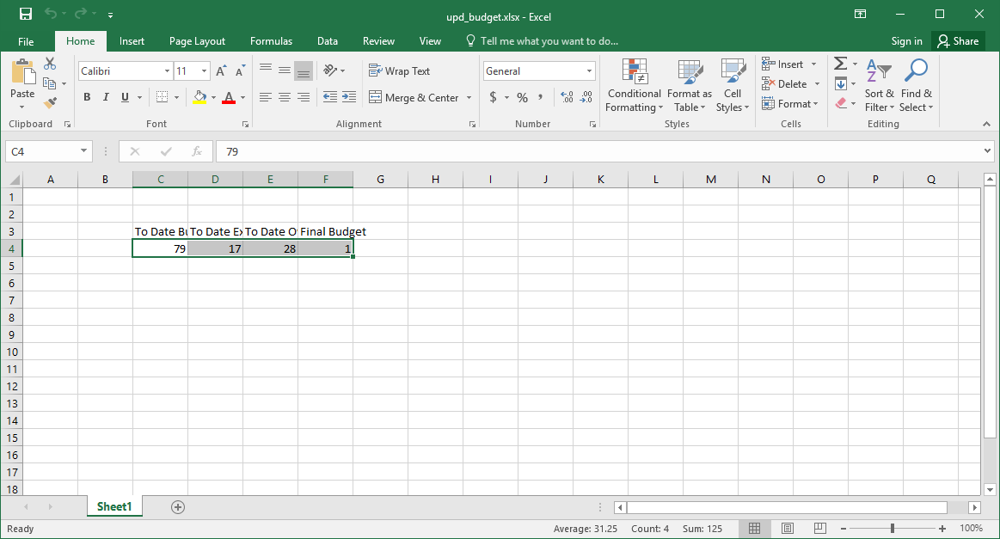 upd_budget.xlsx - Excel
File Home Insert Page Layout Formulas Data Review View Tell me what you want to do... Sign in Share
Paste
Clipboard
Calibri 11
B I U
Font
Wrap Text
Merge & Center
Alignment
General
$ % ,
Number
Conditional Formatting
Format as Table
Cell Styles
Styles
Insert
Delete
Format
Cells
Sort & Filter
Find & Select
Editing
C4 fx 79
A B C D E F G H I J K L M N O P Q
1
2
3 To Date Bu To Date Ex To Date O Final Budget
4 79 17 28 1
5
6
7
8
9
10
11
12
13
14
15
16
17
18
Sheet1
Ready Average: 31.25 Count: 4 Sum: 125 100%